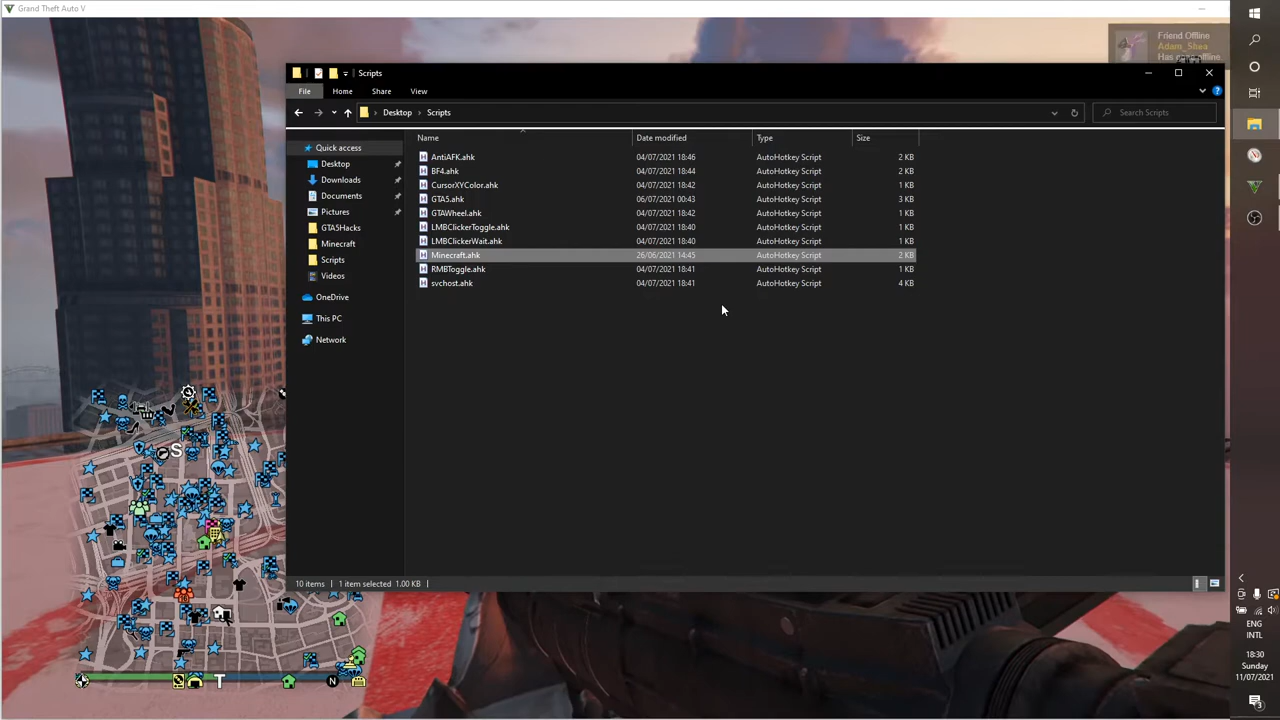 Grand Theft Auto V
Friend Offline
Adam_Shea
Has gone offline
Scripts
File Home Share View
Desktop Scripts
Search Scripts
Name Date modified Type Size
Quick access
Desktop
Downloads
Documents
Pictures
GTA5Hacks
Minecraft
Scripts
Videos
OneDrive
This PC
Network
AntiAFK.ahk 04/07/2021 18:46 AutoHotkey Script 2 KB
BF4.ahk 04/07/2021 18:44 AutoHotkey Script 2 KB
CursorXYColor.ahk 04/07/2021 18:42 AutoHotkey Script 1 KB
GTA5.ahk 06/07/2021 00:43 AutoHotkey Script 3 KB
GTAWheel.ahk 04/07/2021 18:42 AutoHotkey Script 1 KB
LMBClickerToggle.ahk 04/07/2021 18:40 AutoHotkey Script 1 KB
LMBClickerWait.ahk 04/07/2021 18:40 AutoHotkey Script 1 KB
Minecraft.ahk 26/06/2021 14:45 AutoHotkey Script 2 KB
RMBToggle.ahk 04/07/2021 18:41 AutoHotkey Script 1 KB
svchost.ahk 04/07/2021 18:41 AutoHotkey Script 4 KB
10 items 1 item selected 1.00 KB
S
T
N
ENG
INTL
18:30
Sunday
11/07/2021
3